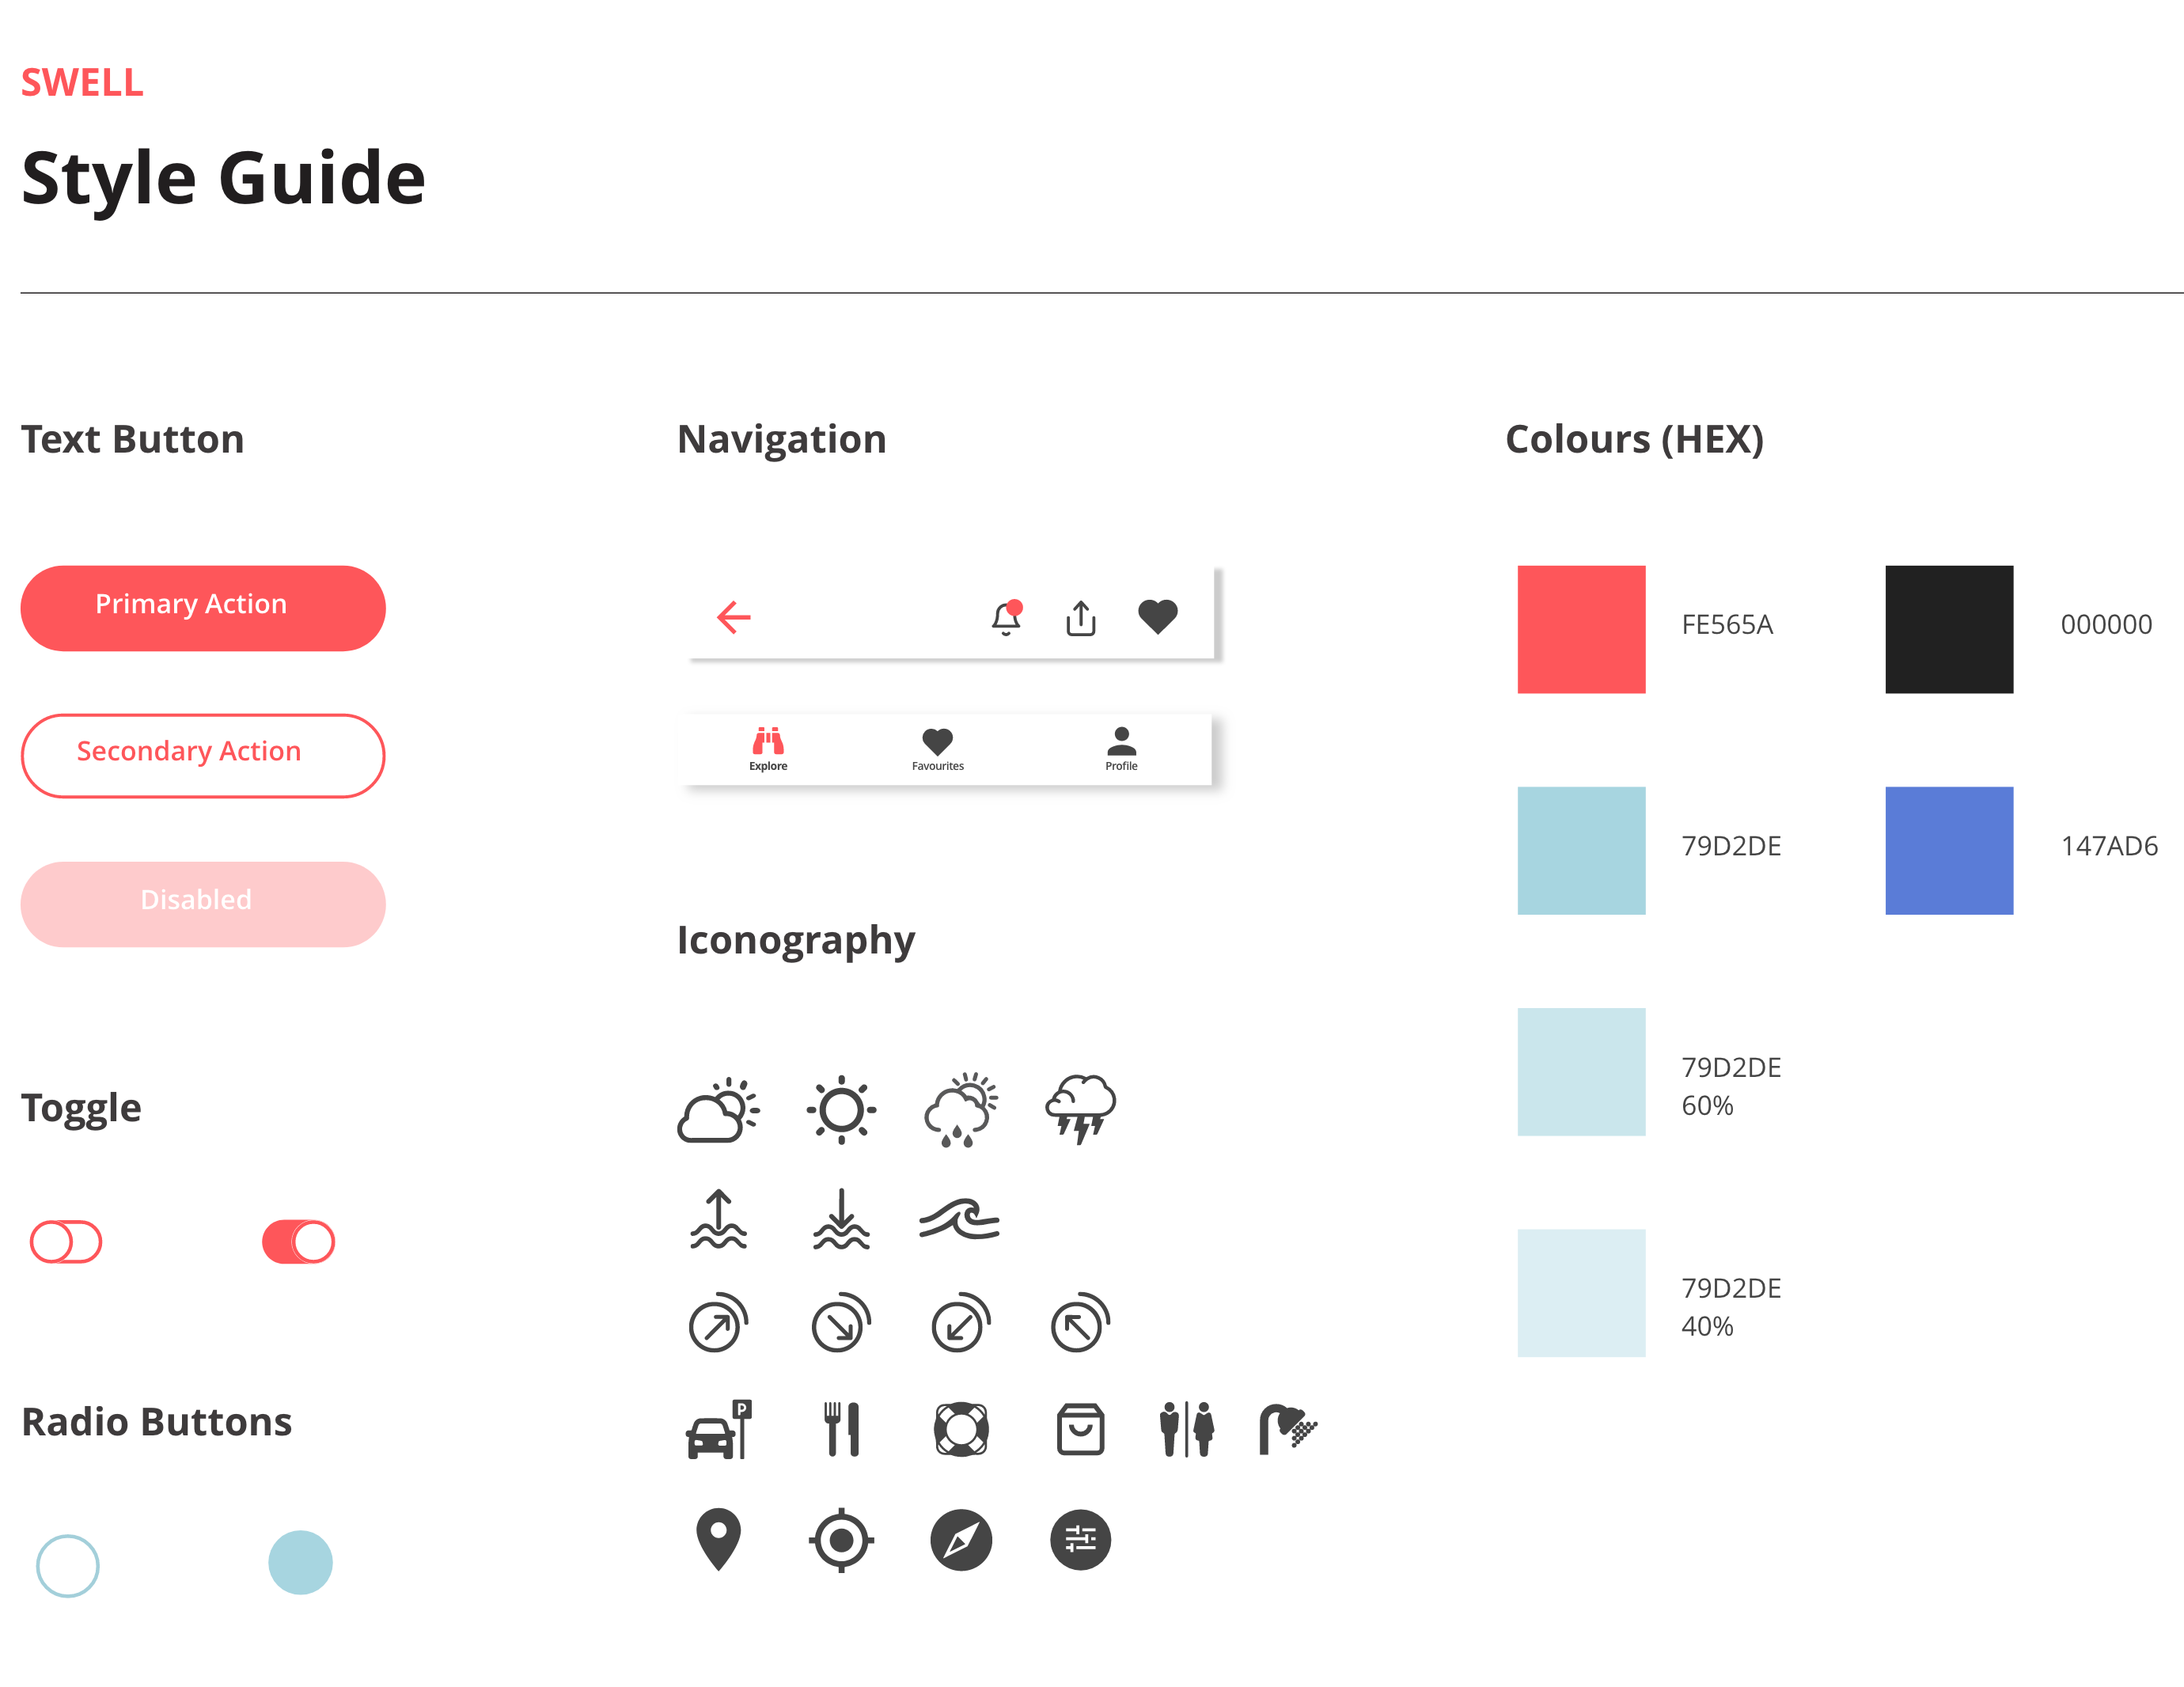 SWELL
Style Guide
Text Button
Primary Action
Secondary Action
Disabled
Toggle
Radio Buttons
Navigation
Explore
Favourites
Profile
Iconography
P
Colours (HEX)
FE565A
000000
79D2DE
147AD6
79D2DE
60%
79D2DE
40%